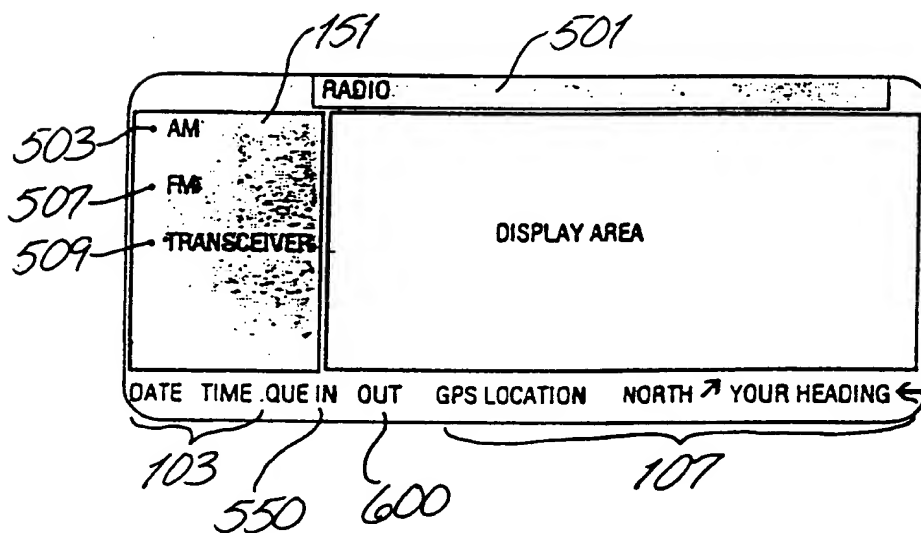 151 501
RADIO
503 • AM
507 • FM
509 • TRANSCEIVER
DISPLAY AREA
DATE TIME .QUE IN OUT GPS LOCATION NORTH ↗ YOUR HEADING ←
103 550 600 107